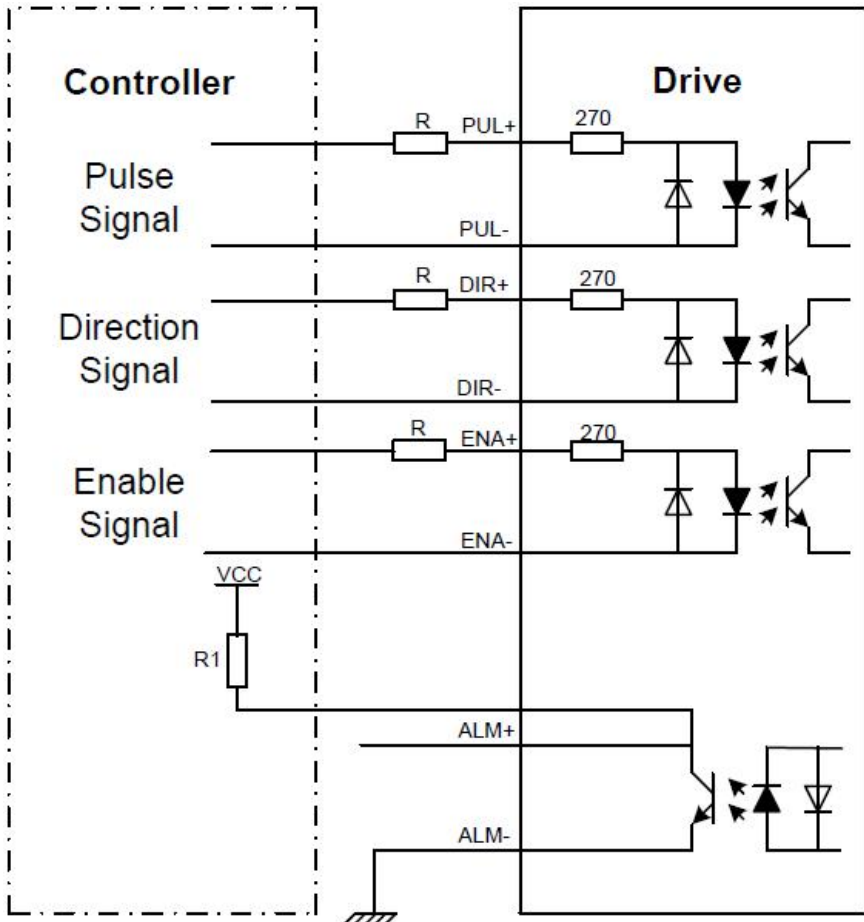 Controller
Drive
R
PUL+
270
Pulse
Signal
PUL-
R
DIR+
270
Direction
Signal
DIR-
R
ENA+
270
Enable
Signal
ENA-
VCC
R1
ALM+
ALM-